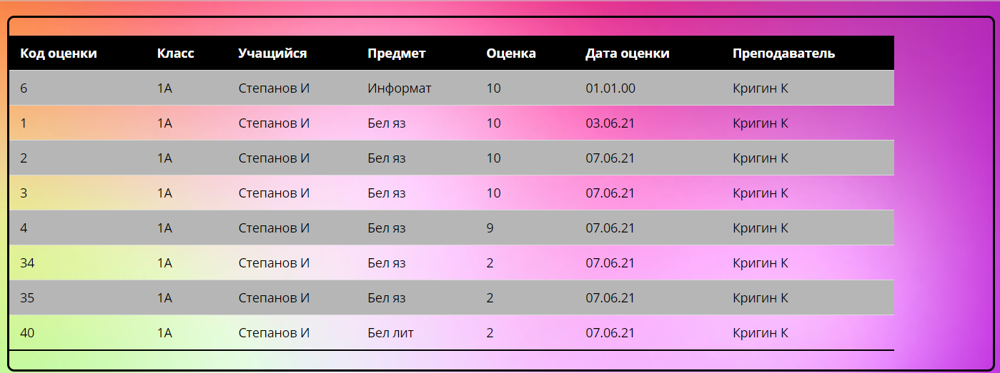 Код оценки Класс Учащийся Предмет Оценка Дата оценки Преподаватель
6 1А Степанов И Информат 10 01.01.00 Кригин К
1 1А Степанов И Бел яз 10 03.06.21 Кригин К
2 1А Степанов И Бел яз 10 07.06.21 Кригин К
3 1А Степанов И Бел яз 10 07.06.21 Кригин К
4 1А Степанов И Бел яз 9 07.06.21 Кригин К
34 1А Степанов И Бел яз 2 07.06.21 Кригин К
35 1А Степанов И Бел яз 2 07.06.21 Кригин К
40 1А Степанов И Бел лит 2 07.06.21 Кригин К